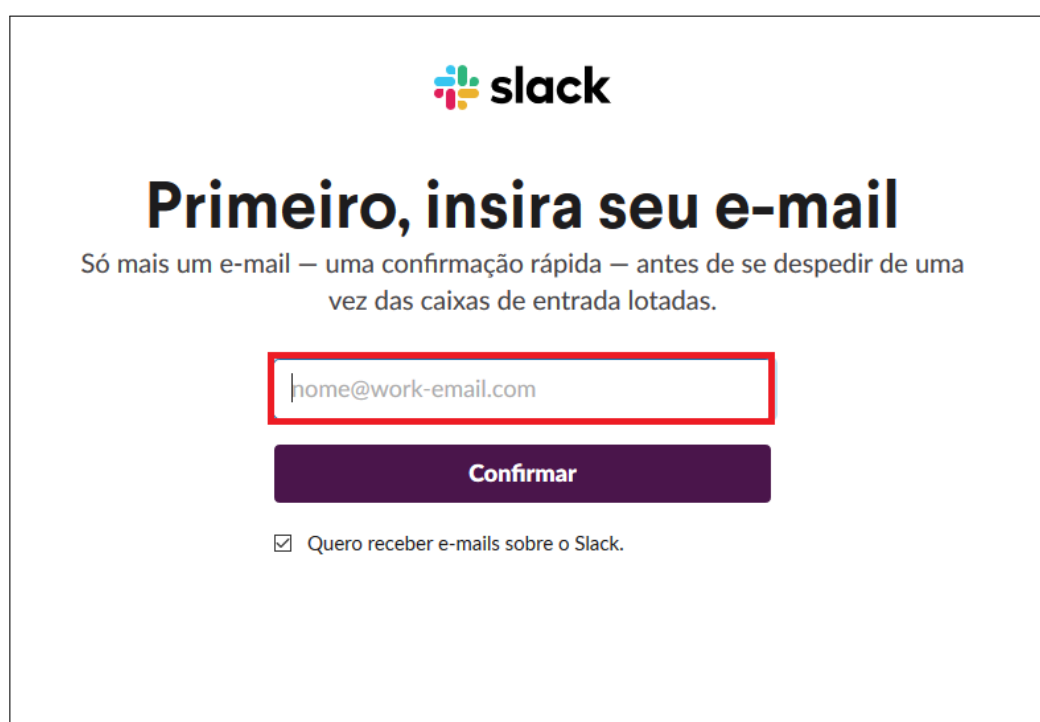 slack
Primeiro, insira seu e-mail
Só mais um e-mail — uma confirmação rápida — antes de se despedir de uma
vez das caixas de entrada lotadas.
nome@work-email.com
Confirmar
Quero receber e-mails sobre o Slack.